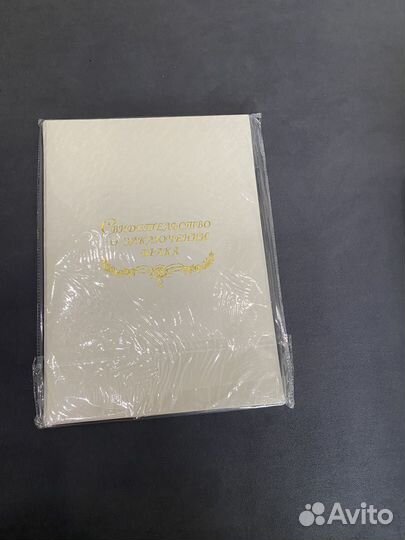 Свидетельство
о заключении
брака
Avito